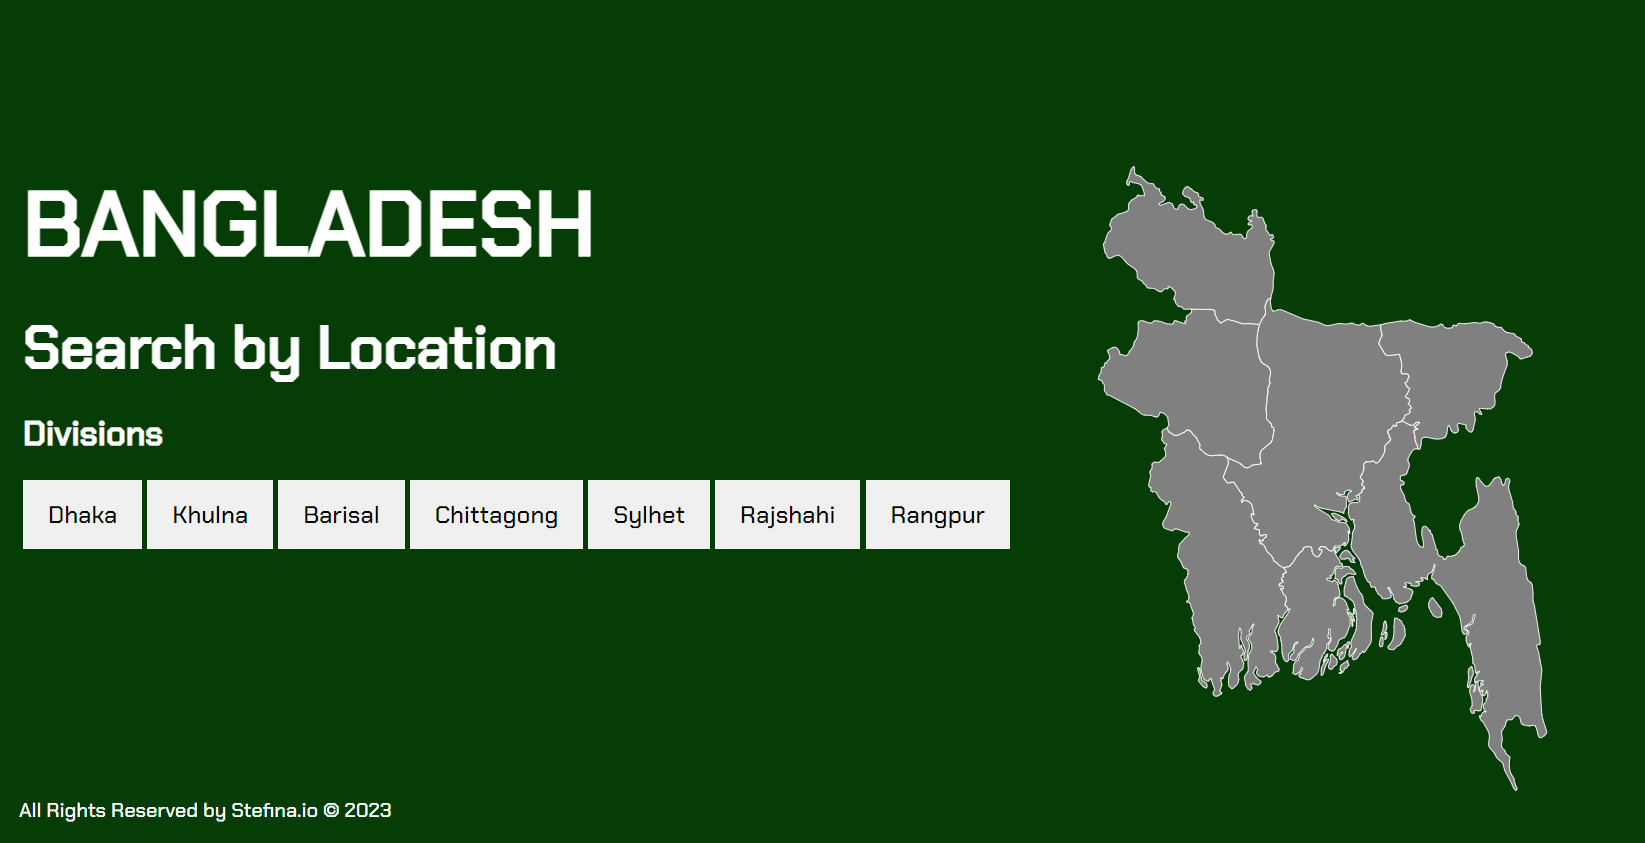 BANGLADESH
Search by Location
Divisions
Dhaka Khulna Barisal Chittagong Sylhet Rajshahi Rangpur
All Rights Reserved by Stefina.io © 2023